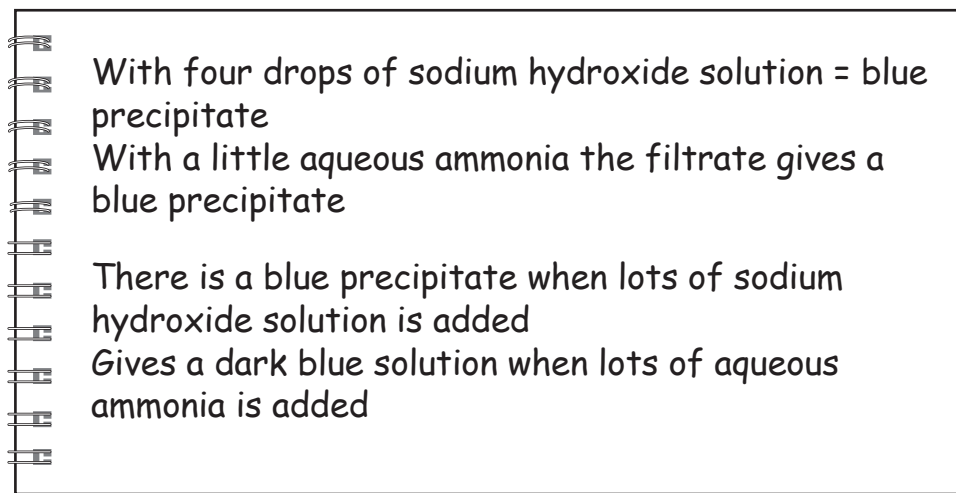 With four drops of sodium hydroxide solution = blue
precipitate
With a little aqueous ammonia the filtrate gives a
blue precipitate
There is a blue precipitate when lots of sodium
hydroxide solution is added
Gives a dark blue solution when lots of aqueous
ammonia is added